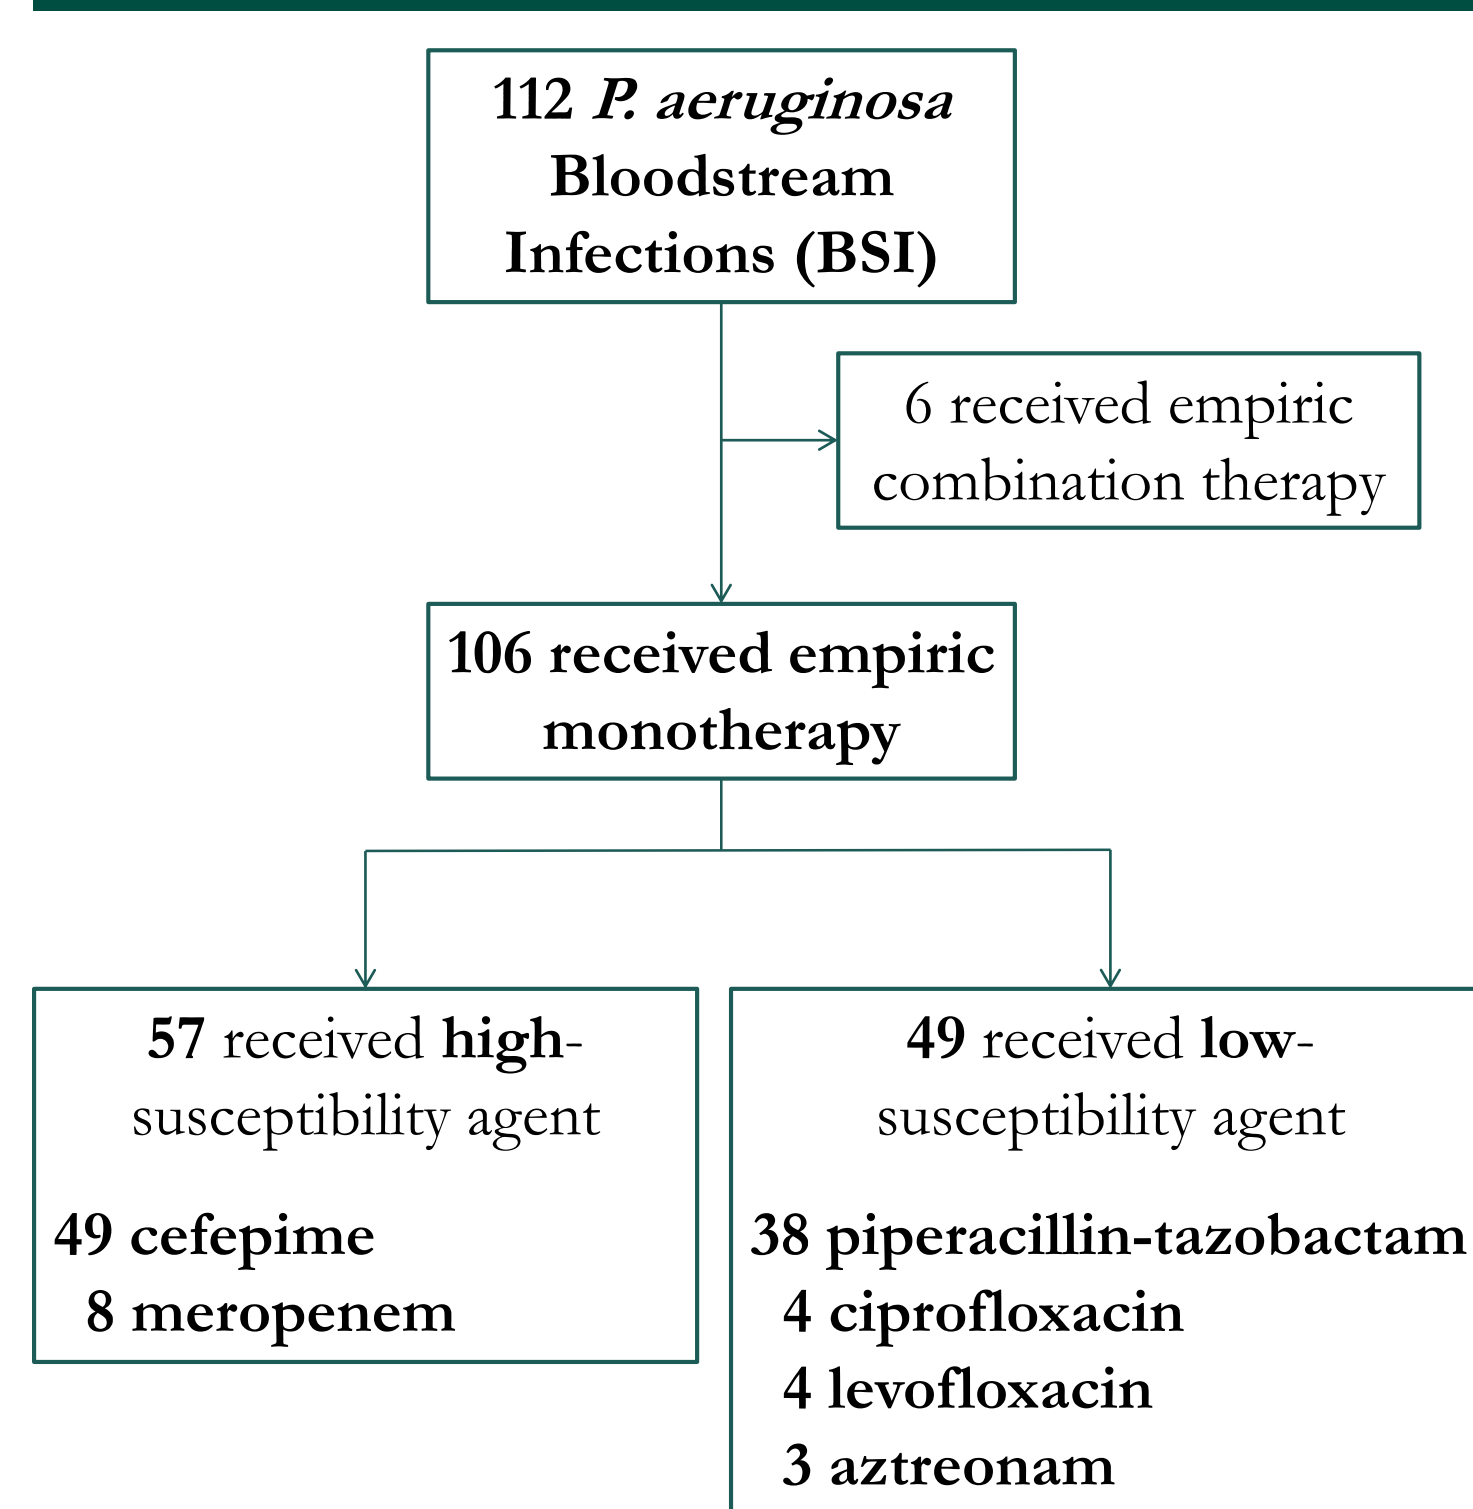 112 P. aeruginosa
Bloodstream
Infections (BSI)
6 received empiric
combination therapy
106 received empiric
monotherapy
57 received high-
susceptibility agent
49 cefepime
8 meropenem
49 received low-
susceptibility agent
38 piperacillin-tazobactam
4 ciprofloxacin
4 levofloxacin
3 aztreonam